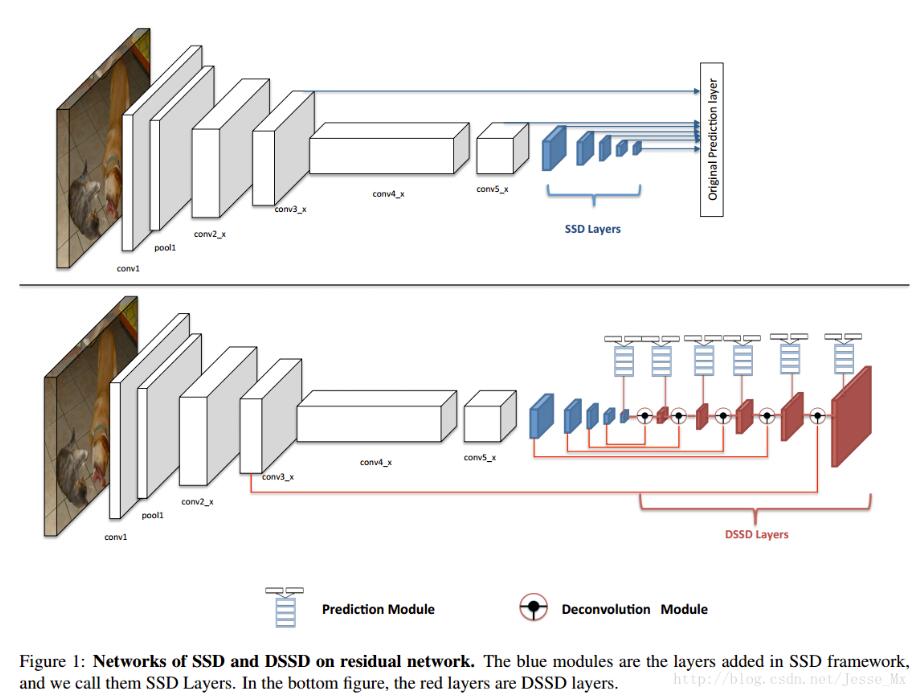 Original Prediction layer
conv4_x
conv5_x
conv3_x
SSD Layers
conv2_x
pool1
conv1
conv4_x
conv5_x
conv3_x
conv2_x
pool1
conv1
DSSD Layers
Prediction Module
Deconvolution Module
Figure 1: Networks of SSD and DSSD on residual network. The blue modules are the layers added in SSD framework,
and we call them SSD Layers. In the bottom figure, the red layers are DSSD layers.
http://blog.csdn.net/Jesse_Mx